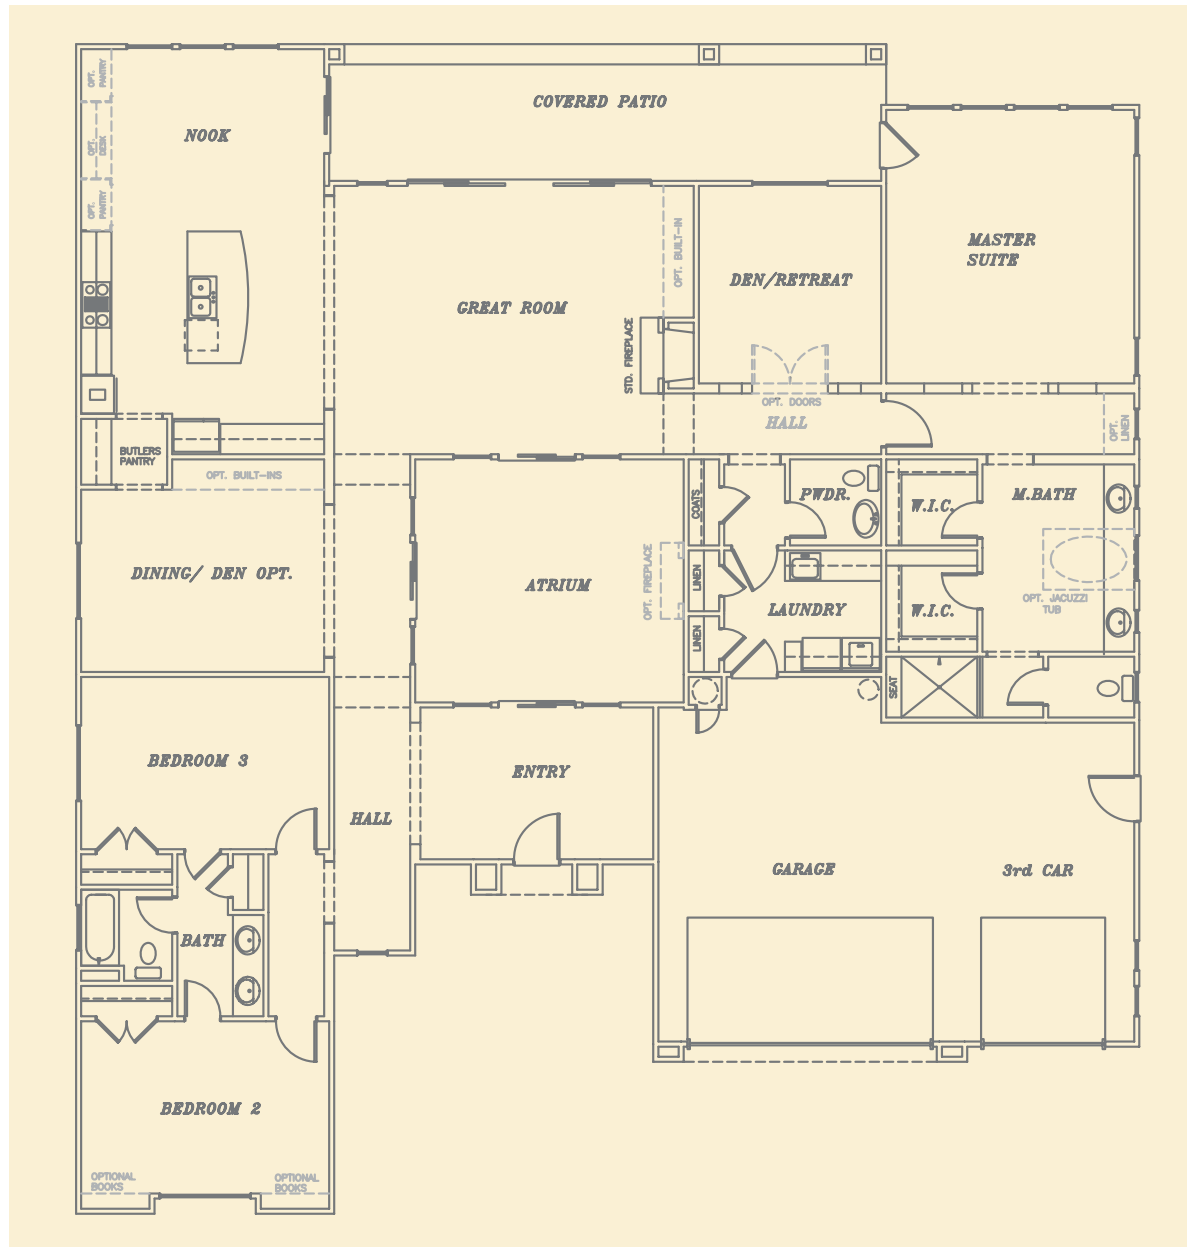 OPT.
PANTRY
COVERED PATIO
NOOK
OPT.
DESK
OPT.
PANTRY
MASTER
SUITE
OPT. BUILT-IN
DEN/RETREAT
GREAT ROOM
STD. FIREPLACE
OPT. DOORS
HALL
OPT.
LINEN
BUTLERS
PANTRY
OPT. BUILT-INS
COATS
PWDR.
W.I.C.
M.BATH
DINING/ DEN OPT.
ATRIUM
OPT. FIREPLACE
LINEN
LAUNDRY
W.I.C.
OPT. JACUZZI
TUB
LINEN
SEAT
BEDROOM 3
ENTRY
HALL
GARAGE
3rd CAR
BATH
BEDROOM 2
OPTIONAL
BOOKS
OPTIONAL
BOOKS